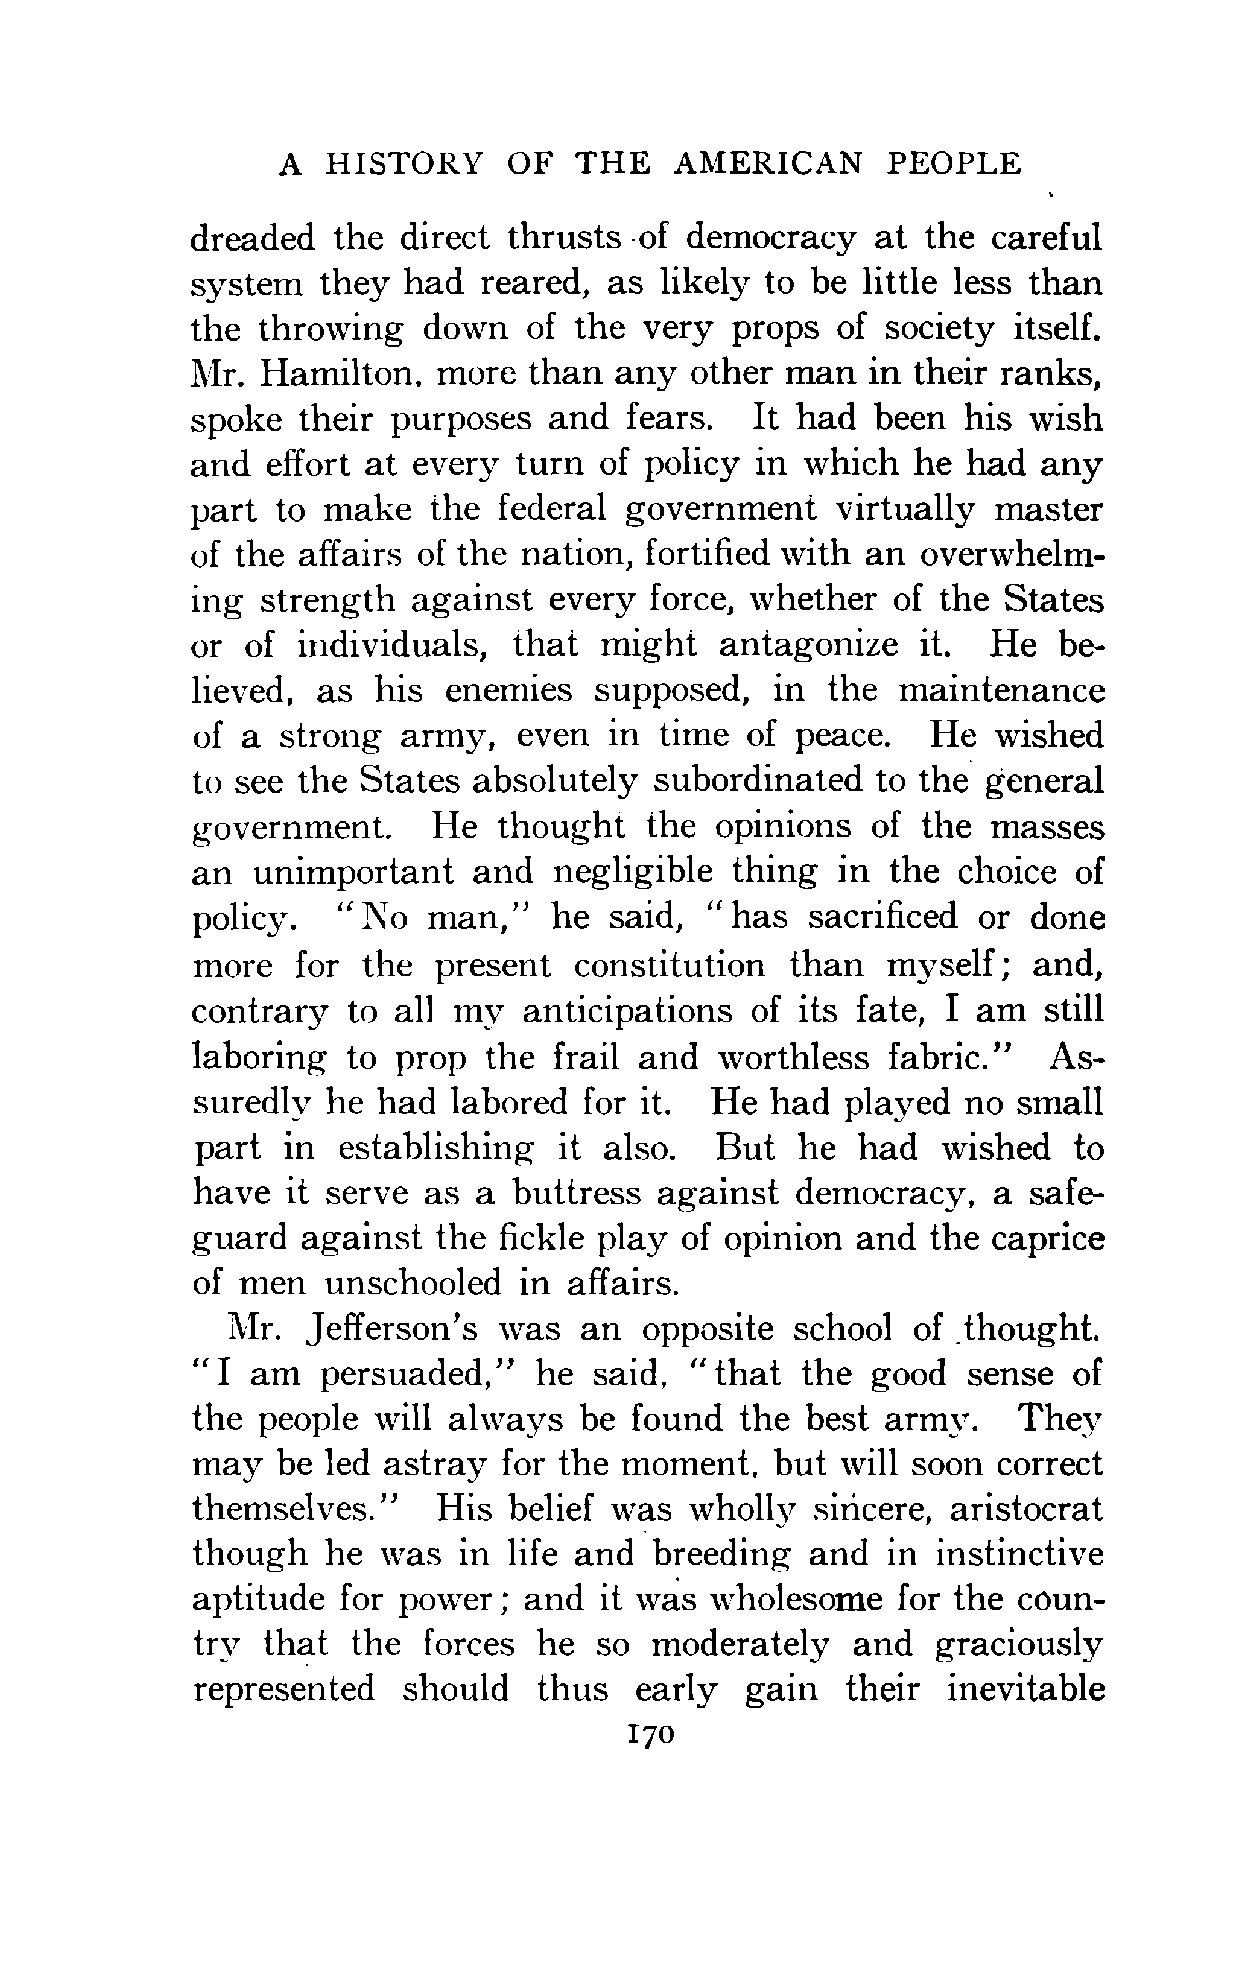 A HISTORY OF THE AMERICAN PEOPLE
dreaded the direct thrusts of democracy at the careful
system they had reared, as likely to be little less than
the throwing down of the very props of society itself.
Mr. Hamilton, more than any other man in their ranks,
spoke their purposes and fears. It had been his wish
and effort at every turn of policy in which he had any
part to make the federal government virtually master
of the affairs of the nation, fortified with an overwhelm-
ing strength against every force, whether of the States
or of individuals, that might antagonize it. He be-
lieved, as his enemies supposed, in the maintenance
of a strong army, even in time of peace. He wished
to see the States absolutely subordinated to the general
government. He thought the opinions of the masses
an unimportant and negligible thing in the choice of
policy. "No man," he said, "has sacrificed or done
more for the present constitution than myself; and,
contrary to all my anticipations of its fate, I am still
laboring to prop the frail and worthless fabric." As-
suredly he had labored for it. He had played no small
part in establishing it also. But he had wished to
have it serve as a buttress against democracy, a safe-
guard against the fickle play of opinion and the caprice
of men unschooled in affairs.
Mr. Jefferson's was an opposite school of thought.
"I am persuaded," he said, "that the good sense of
the people will always be found the best army. They
may be led astray for the moment, but will soon correct
themselves." His belief was wholly sincere, aristocrat
though he was in life and breeding and in instinctive
aptitude for power; and it was wholesome for the coun-
try that the forces he so moderately and graciously
represented should thus early gain their inevitable
170